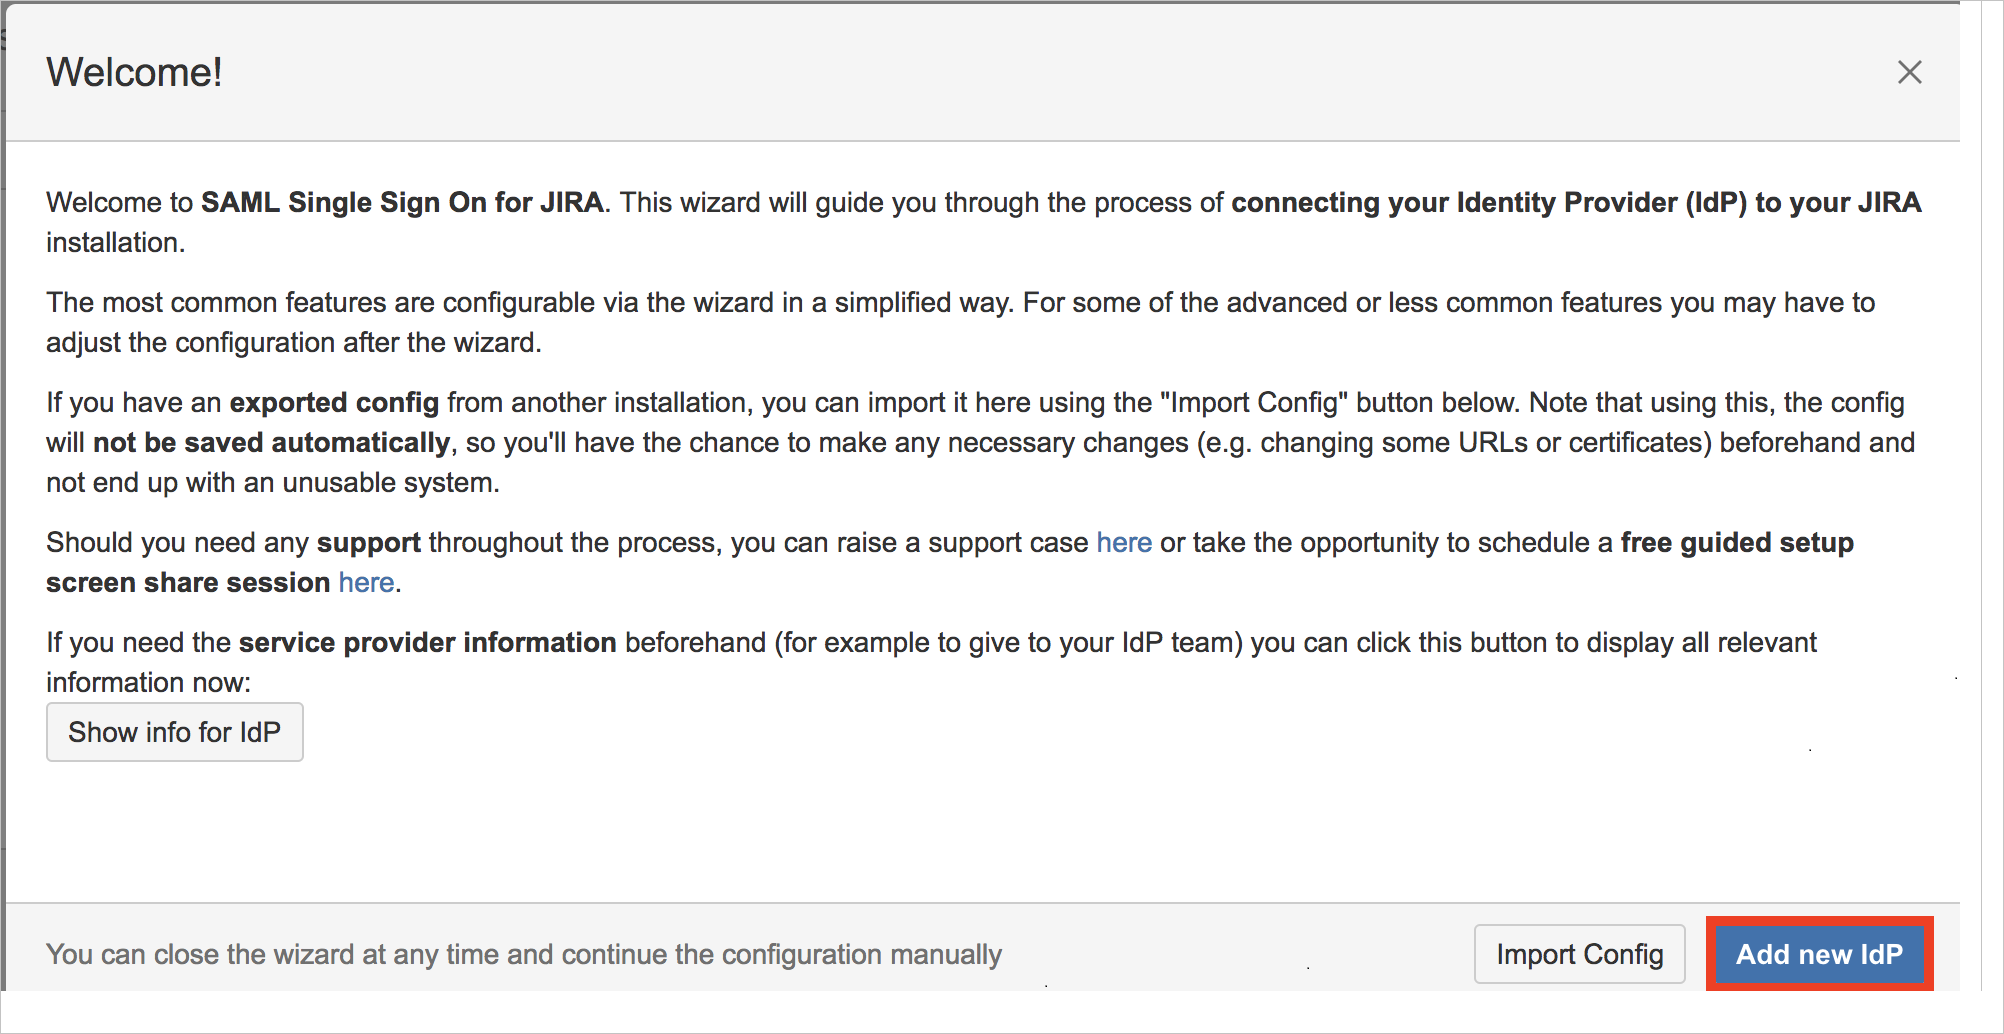 Welcome!
Welcome to SAML Single Sign On for JIRA. This wizard will guide you through the process of connecting your Identity Provider (IdP) to your JIRA
installation.
The most common features are configurable via the wizard in a simplified way. For some of the advanced or less common features you may have to
adjust the configuration after the wizard.
If you have an exported config from another installation, you can import it here using the "Import Config" button below. Note that using this, the config
will not be saved automatically, so you'll have the chance to make any necessary changes (e.g. changing some URLs or certificates) beforehand and
not end up with an unusable system.
Should you need any support throughout the process, you can raise a support case here or take the opportunity to schedule a free guided setup
screen share session here.
If you need the service provider information beforehand (for example to give to your IdP team) you can click this button to display all relevant
information now:
Show info for IdP
You can close the wizard at any time and continue the configuration manually
Import Config
Add new IdP